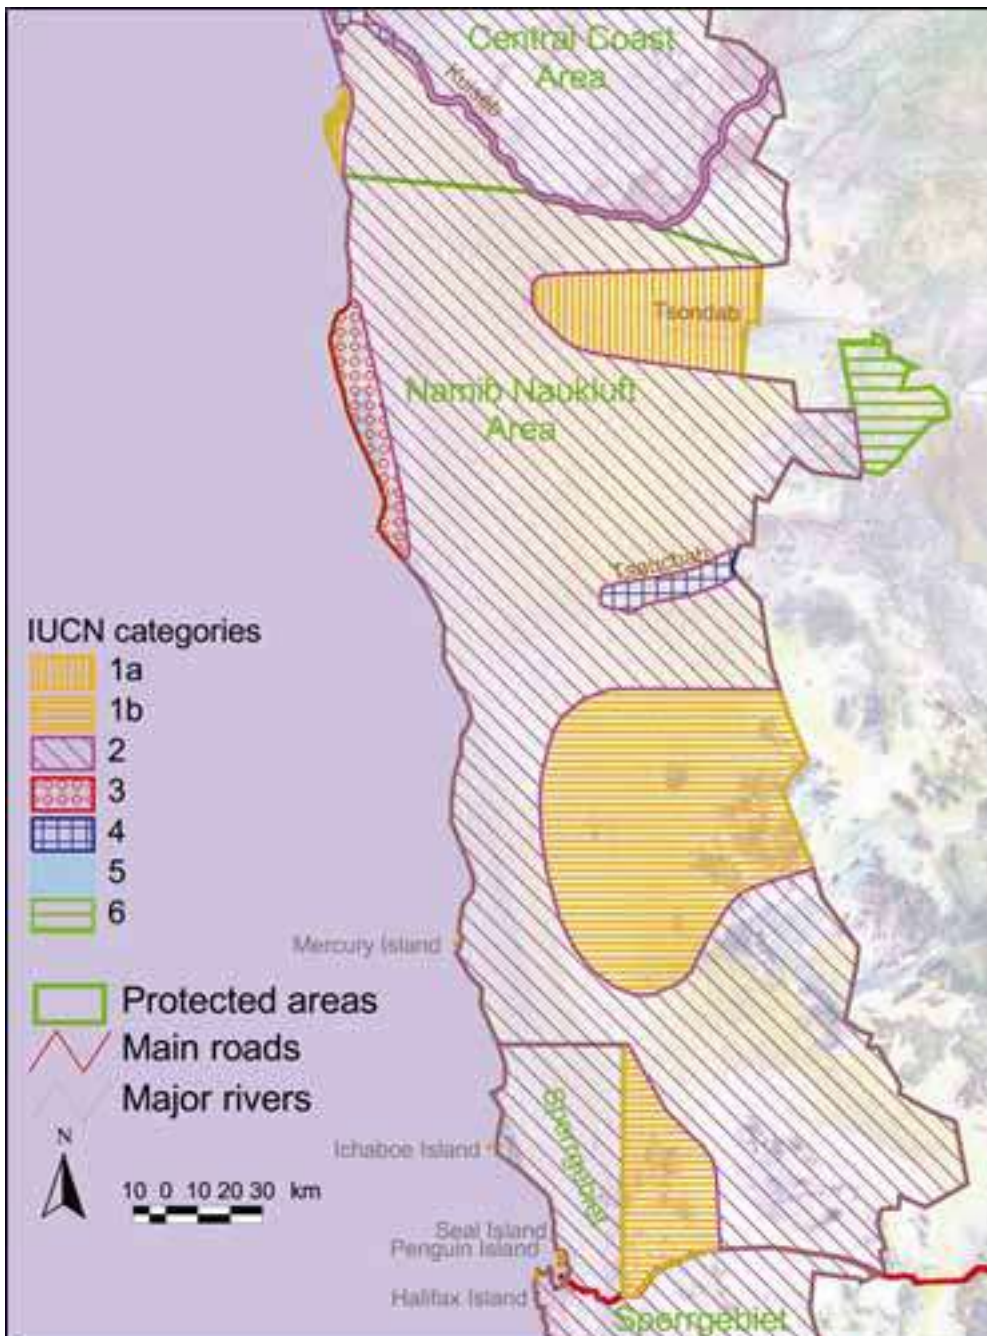 Central Coast
Area
Kuiseb
Tsondab
Namib Naukluft
Area
Tsauchab
IUCN categories
1a
1b
2
3
4
5
6
Mercury Island
Protected areas
Main roads
Major rivers
N
10 0 10 20 30 km
Sperrgebiet
Ichaboe Island
Seal Island
Penguin Island
Halifax Island
Sperrgebiet